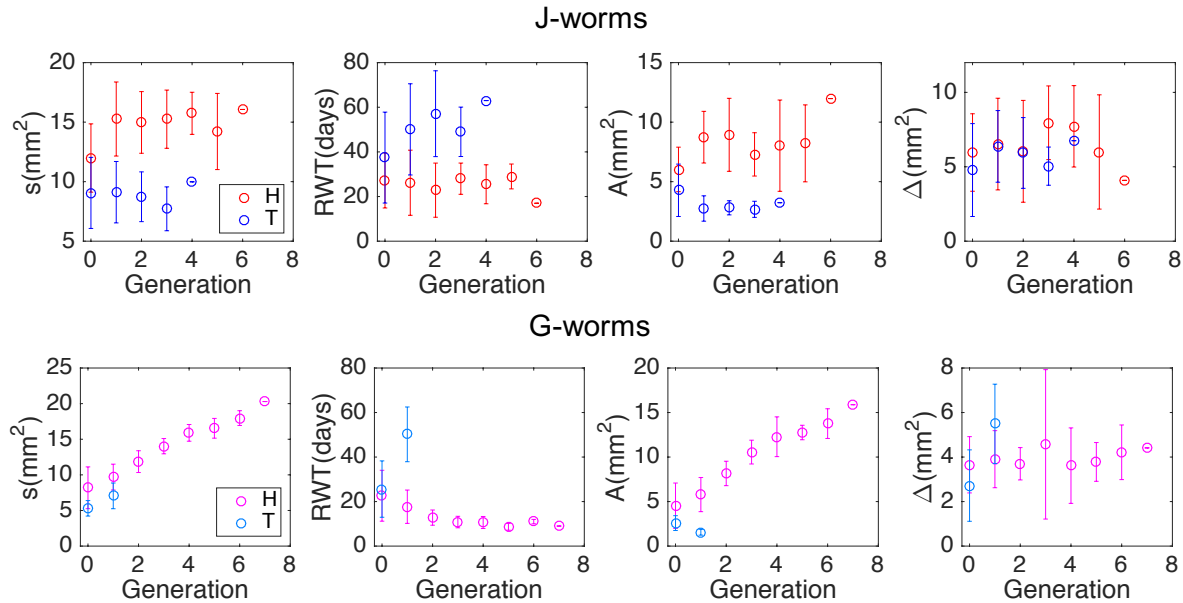 J-worms
s(mm²)
20
15
10
5
0 2 4 6 8
Generation
H
T
RWT(days)
80
60
40
20
0
0 2 4 6 8
Generation
A(mm²)
15
10
5
0
0 2 4 6 8
Generation
Δ(mm²)
10
5
0
0 2 4 6 8
Generation
G-worms
s(mm²)
25
20
15
10
5
0
0 2 4 6 8
Generation
H
T
RWT(days)
80
60
40
20
0
0 2 4 6 8
Generation
A(mm²)
20
15
10
5
0
0 2 4 6 8
Generation
Δ(mm²)
8
6
4
2
0
0 2 4 6 8
Generation